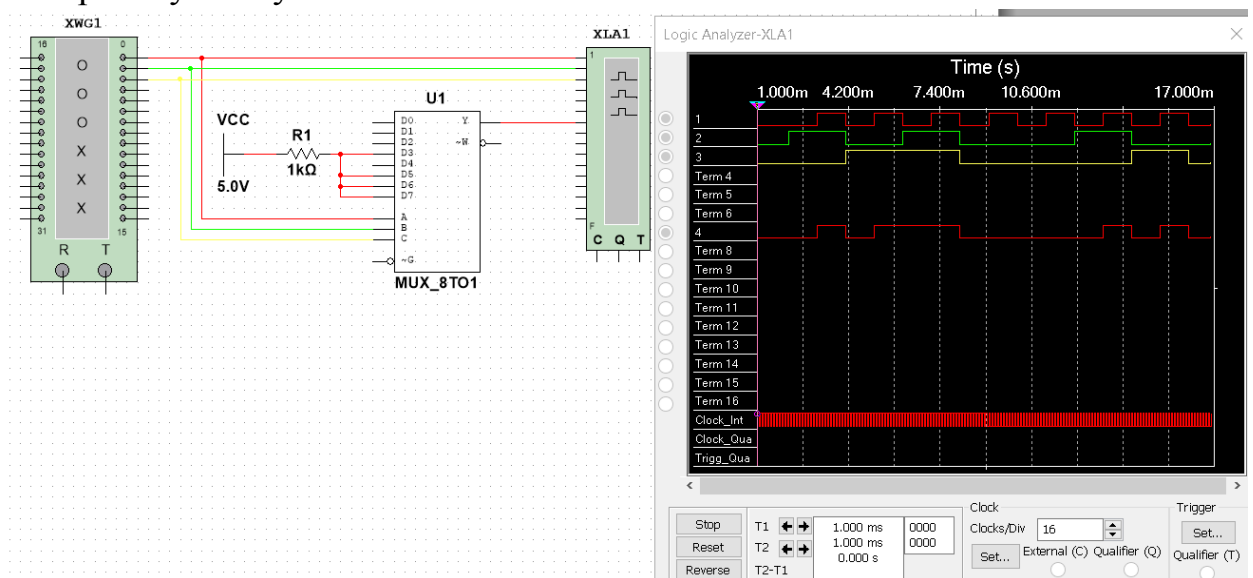 XWG1
16 0
O
O
O
X
X
X
31 15
R T
VCC
5.0V
R1
1kΩ
U1
D0 Y
D1
D2 ~W
D3
D4
D5
D6
D7
A
B
C
~G
MUX_8TO1
XLA1
1
F
C Q T
Logic Analyzer-XLA1
Time (s)
1.000m 4.200m 7.400m 10.600m 17.000m
1
2
3
Term 4
Term 5
Term 6
4
Term 8
Term 9
Term 10
Term 11
Term 12
Term 13
Term 14
Term 15
Term 16
Clock_Int
Clock_Qua
Trigg_Qua
Stop
Reset
Reverse
T1 1.000 ms 0000
T2 1.000 ms 0000
T2-T1 0.000 s
Clock
Clocks/Div 16
Set... External (C) Qualifier (Q)
Trigger
Set...
Qualifier (T)